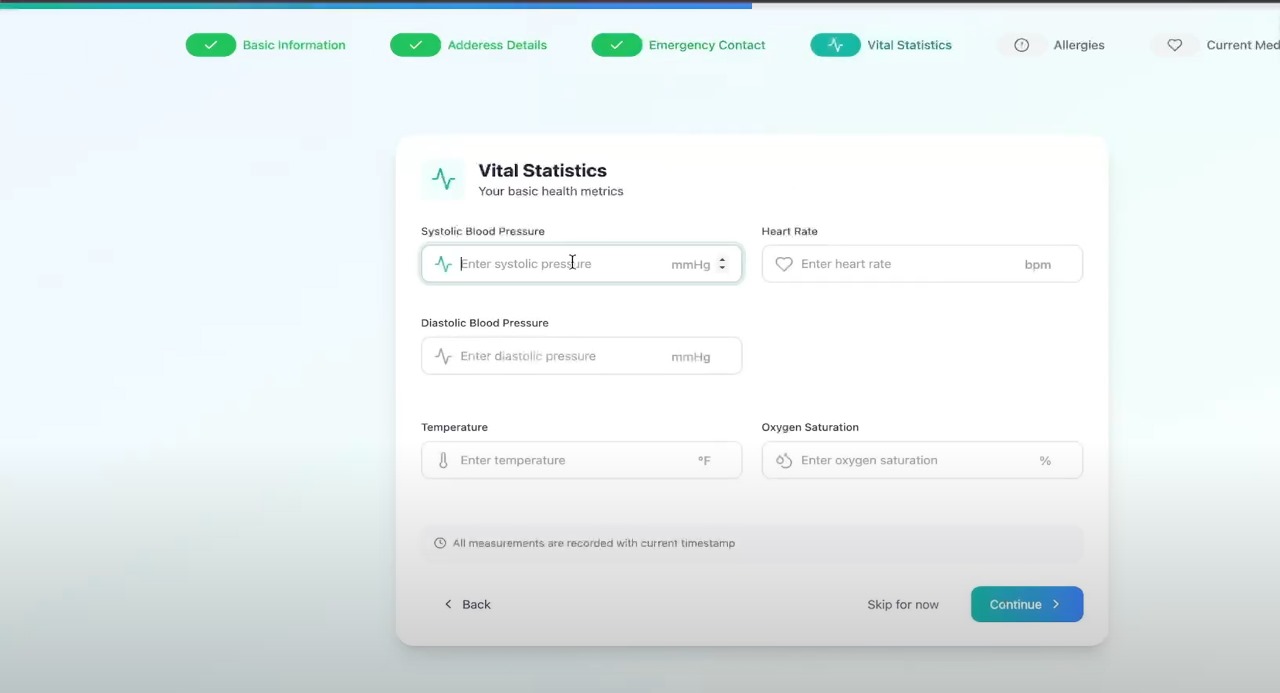 Basic Information
Adderess Details
Emergency Contact
Vital Statistics
Allergies
Current Med
Vital Statistics
Your basic health metrics
Systolic Blood Pressure
Heart Rate
Enter systolic pressure
mmHg
Enter heart rate
bpm
Diastolic Blood Pressure
Enter diastolic pressure
mmHg
Temperature
Oxygen Saturation
Enter temperature
°F
Enter oxygen saturation
%
All measurements are recorded with current timestamp
Back
Skip for now
Continue